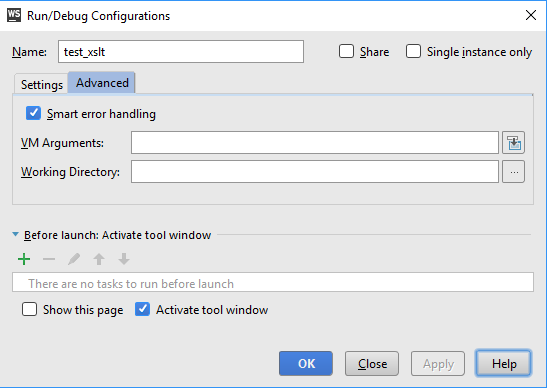 WS Run/Debug Configurations
Name: test_xslt Share Single instance only
Settings Advanced
Smart error handling
VM Arguments:
Working Directory: ...
Before launch: Activate tool window
There are no tasks to run before launch
Show this page Activate tool window
OK Close Apply Help